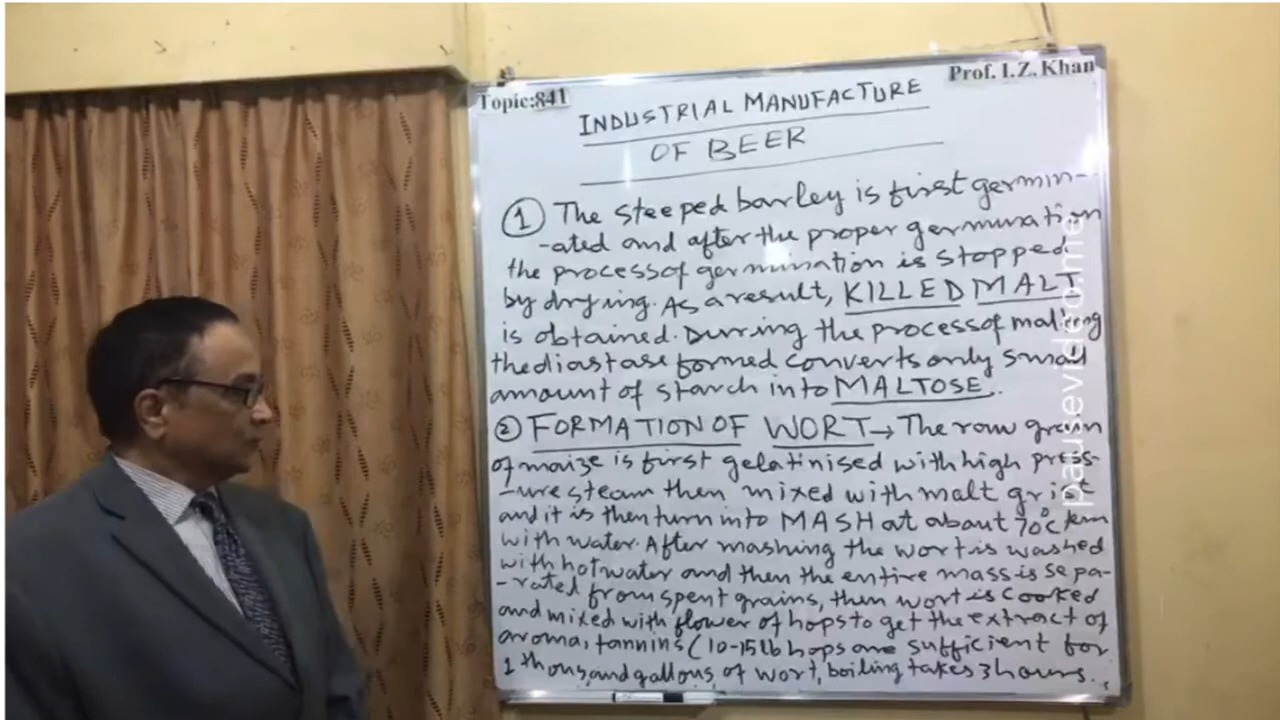 Topic:841
Prof. I.Z. Khan
INDUSTRIAL MANUFACTURE
OF BEER
① The steeped barley is first germin-
-ated and after the proper germination
the process of germination is stopped
by drying. As a result, KILLED MALT
is obtained. During the process of malting
the diastase formed converts only small
amount of starch into MALTOSE.
② FORMATION OF WORT → The raw grain
of maize is first gelatinised with high press-
-ure steam then mixed with malt grist
and it is then turn into MASH at about 70°C
with water. After mashing the wort is washed
with hot water and then the entire mass is sepa-
-rated from spent grains, then wort is cooked
and mixed with flower of hops to get the extract of
aroma, tannins (10-15 lb hops are sufficient for
1 thousand gallons of wort, boiling takes 3 hours.
pausevideo.me